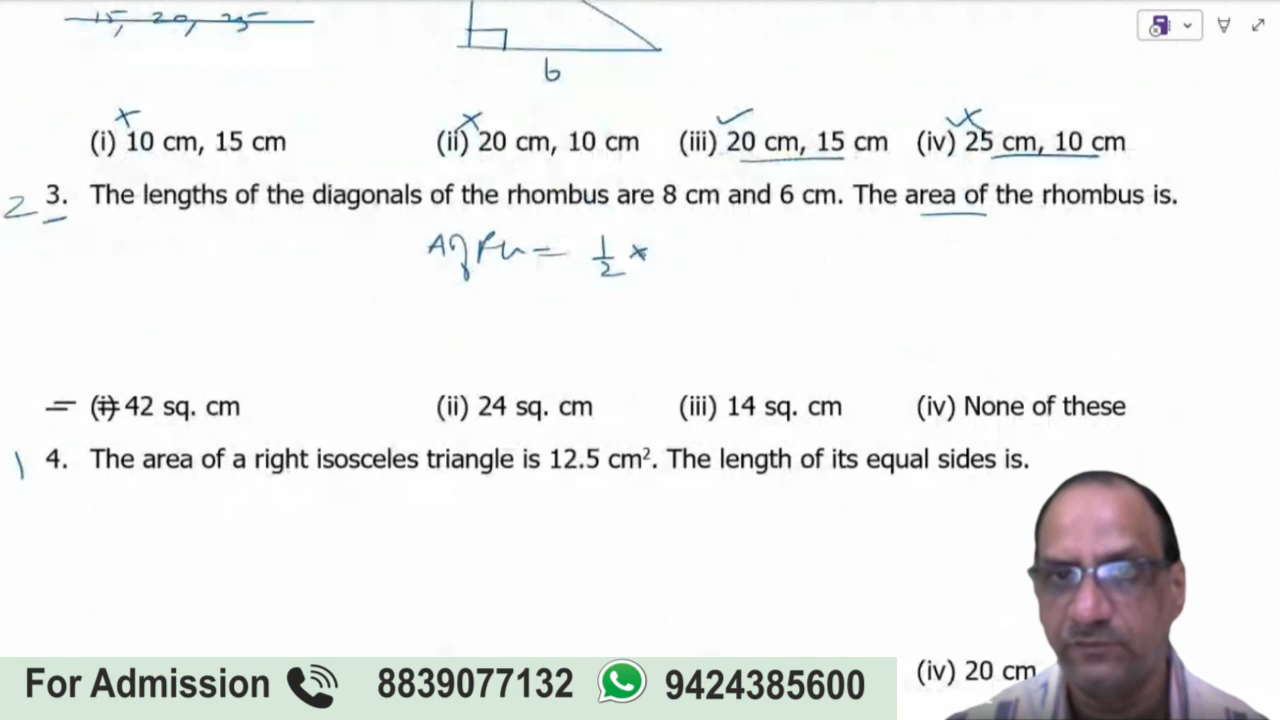 15, 20, 25
b
(i) 10 cm, 15 cm (ii) 20 cm, 10 cm (iii) 20 cm, 15 cm (iv) 25 cm, 10 cm
2 3. The lengths of the diagonals of the rhombus are 8 cm and 6 cm. The area of the rhombus is.
= 1/2 ×
(i) 42 sq. cm (ii) 24 sq. cm (iii) 14 sq. cm (iv) None of these
1 4. The area of a right isosceles triangle is 12.5 cm². The length of its equal sides is.
(iv) 20 cm
For Admission 8839077132 9424385600